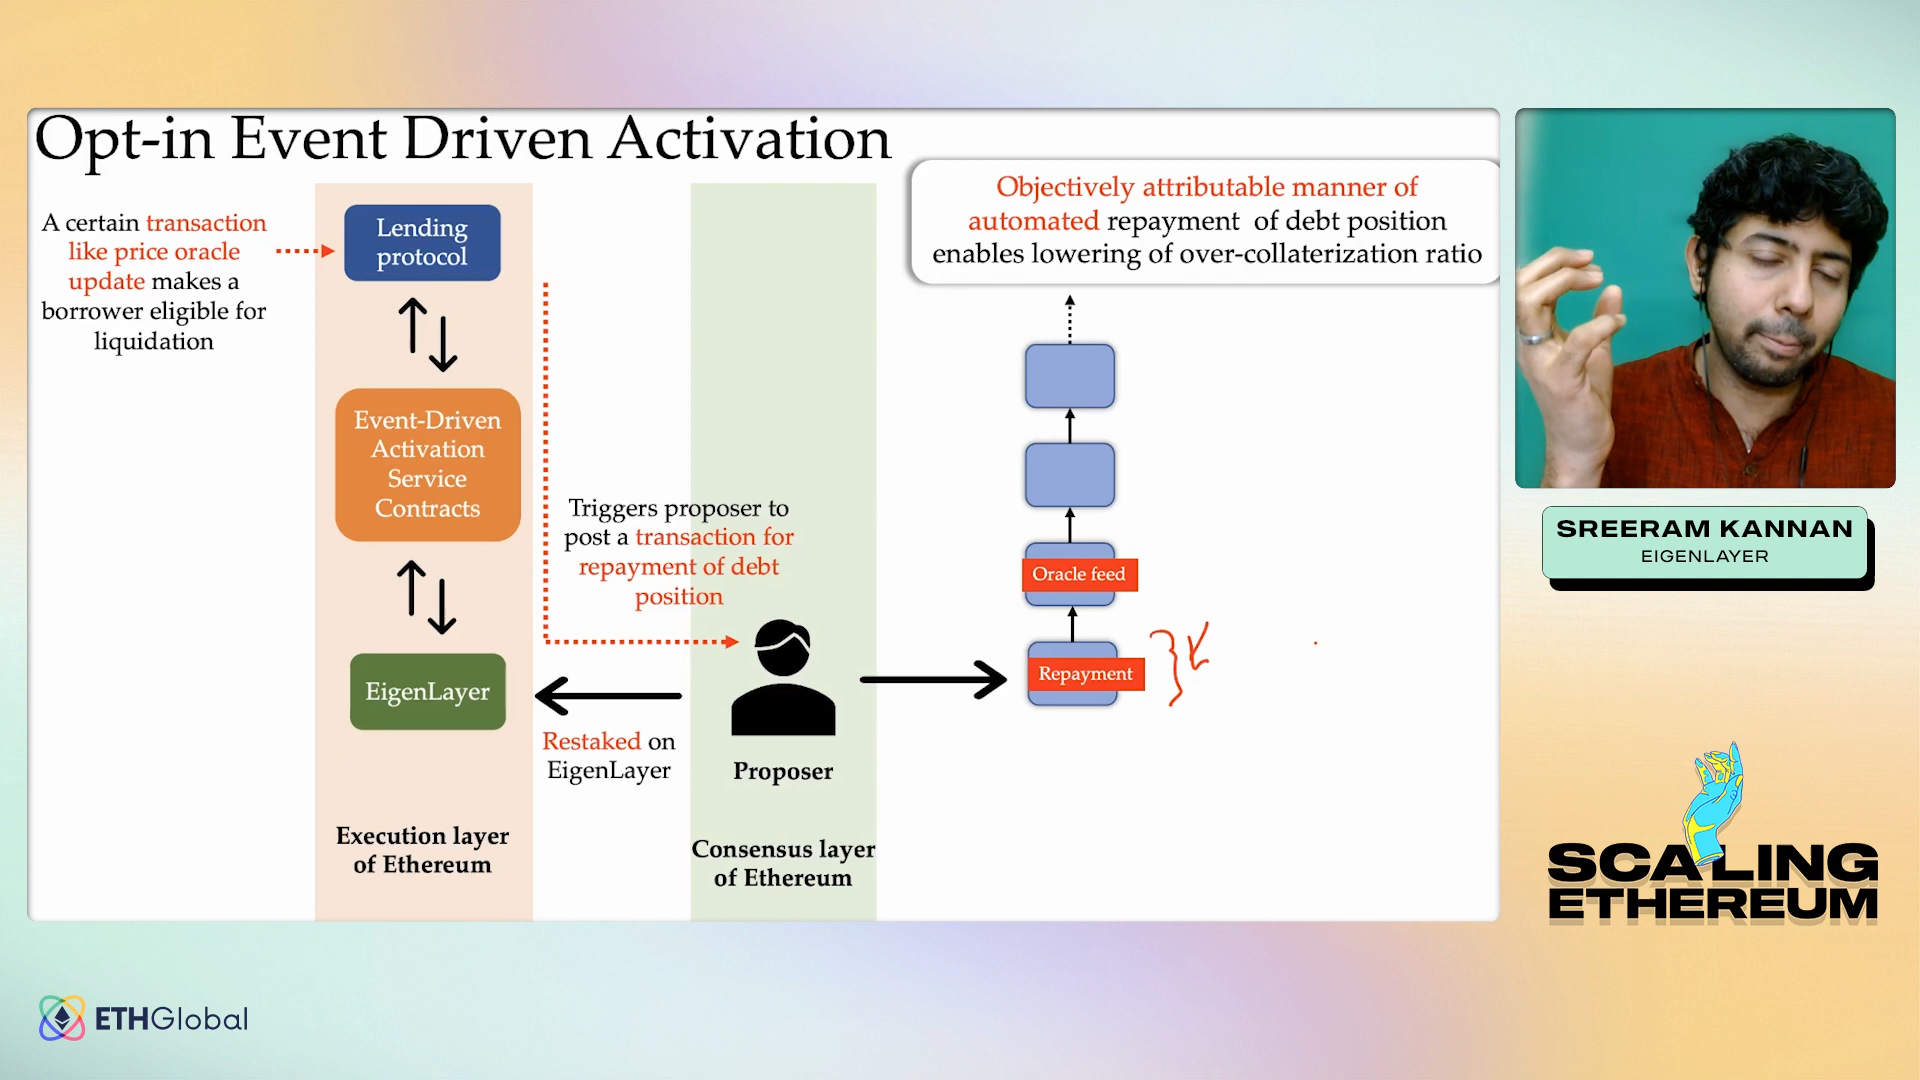 Opt-in Event Driven Activation
A certain transaction
like price oracle
update makes a
borrower eligible for
liquidation
Lending
protocol
Event-Driven
Activation
Service
Contracts
EigenLayer
Execution layer
of Ethereum
Triggers proposer to
post a transaction for
repayment of debt
position
Restaked on
EigenLayer
Proposer
Consensus layer
of Ethereum
Objectively attributable manner of
automated repayment of debt position
enables lowering of over-collaterization ratio
Oracle feed
Repayment
SREERAM KANNAN
EIGENLAYER
SCALING
ETHEREUM
ETHGlobal